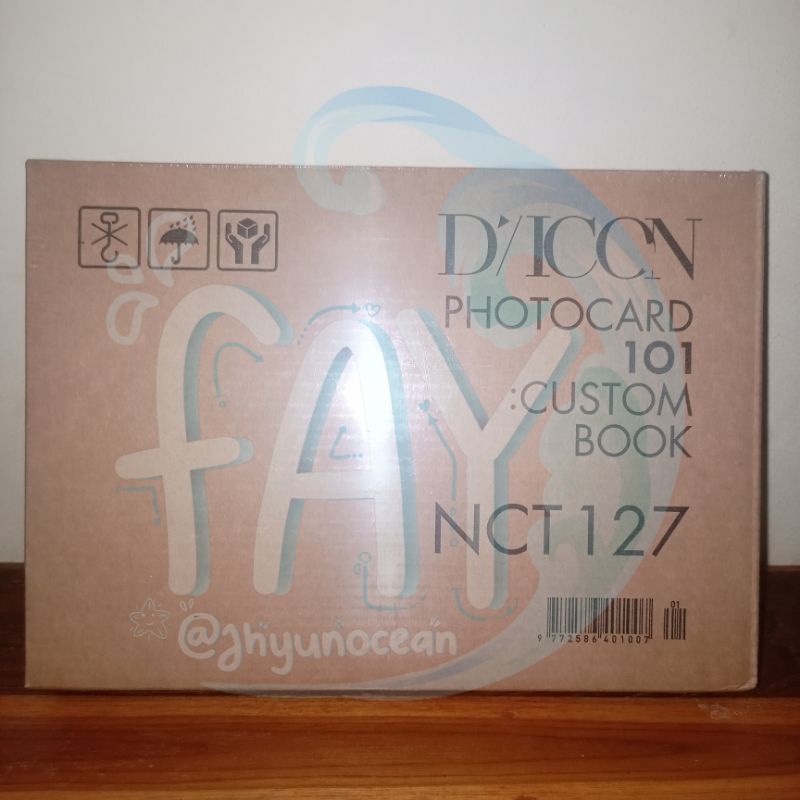 D'/ICON
PHOTOCARD
101
:CUSTOM
BOOK
NCT 127
fAY
@Jhyunocean
01
9 772586 401007